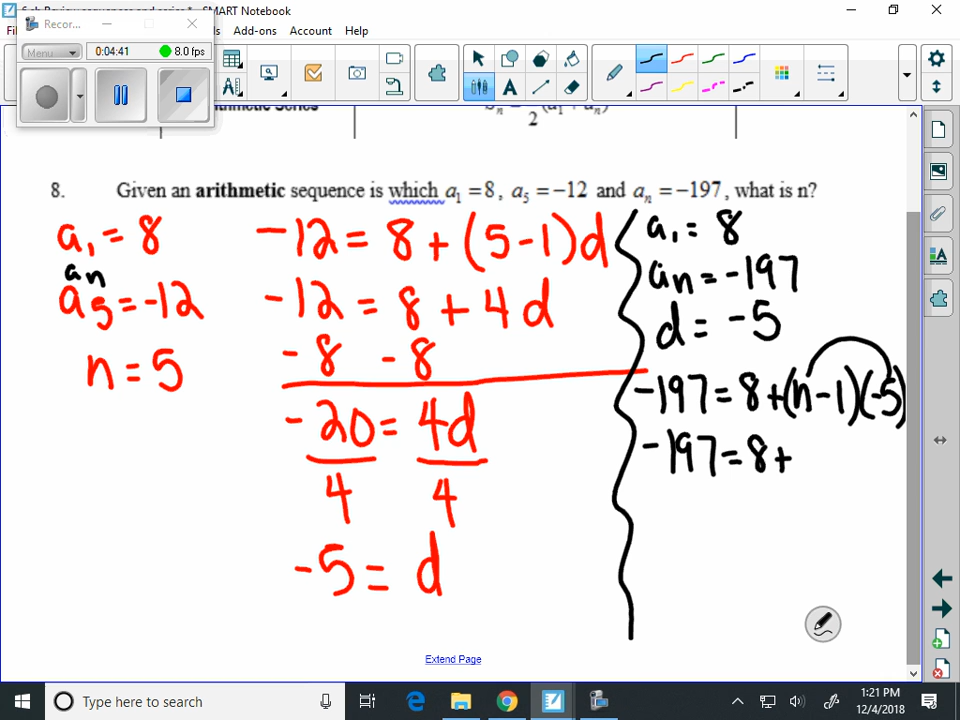 SMART Notebook
Recor...
Add-ons Account Help
Menu
0:04:41
8.0 fps
2
8. Given an arithmetic sequence is which a₁ = 8, a₅ = −12 and aₙ = −197, what is n?
a₁ = 8
an
a₅ = -12
n = 5
-12 = 8 + (5-1)d
-12 = 8 + 4d
-8 -8
-20 = 4d
4 4
-5 = d
a₁ = 8
an = -197
d = -5
-197 = 8 + (n-1)(-5)
-197 = 8 +
Extend Page
Type here to search
1:21 PM
12/4/2018